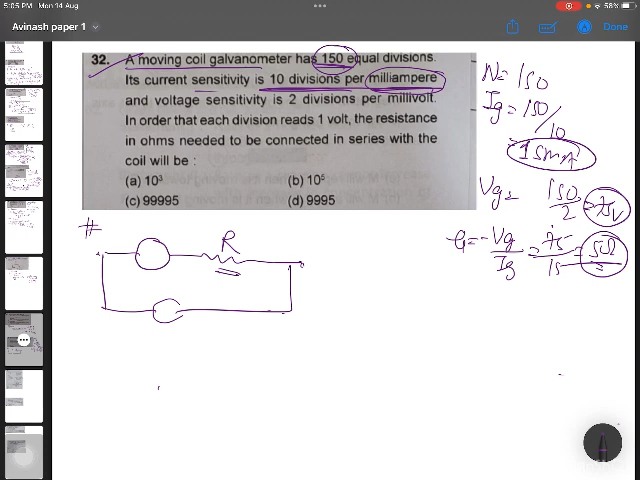 5:05 PM Mon 14 Aug
58%
Avinash paper 1
Done
32. A moving coil galvanometer has 150 equal divisions.
Its current sensitivity is 10 divisions per milliampere
and voltage sensitivity is 2 divisions per millivolt.
In order that each division reads 1 volt, the resistance
in ohms needed to be connected in series with the
coil will be :
(a) 10³ (b) 10⁵
(c) 99995 (d) 9995
N = 150
Ig = 150/10
15mA
Vg = 150/2 = 75V
G = Vg/Ig = 75/15 = 5Ω
#
R